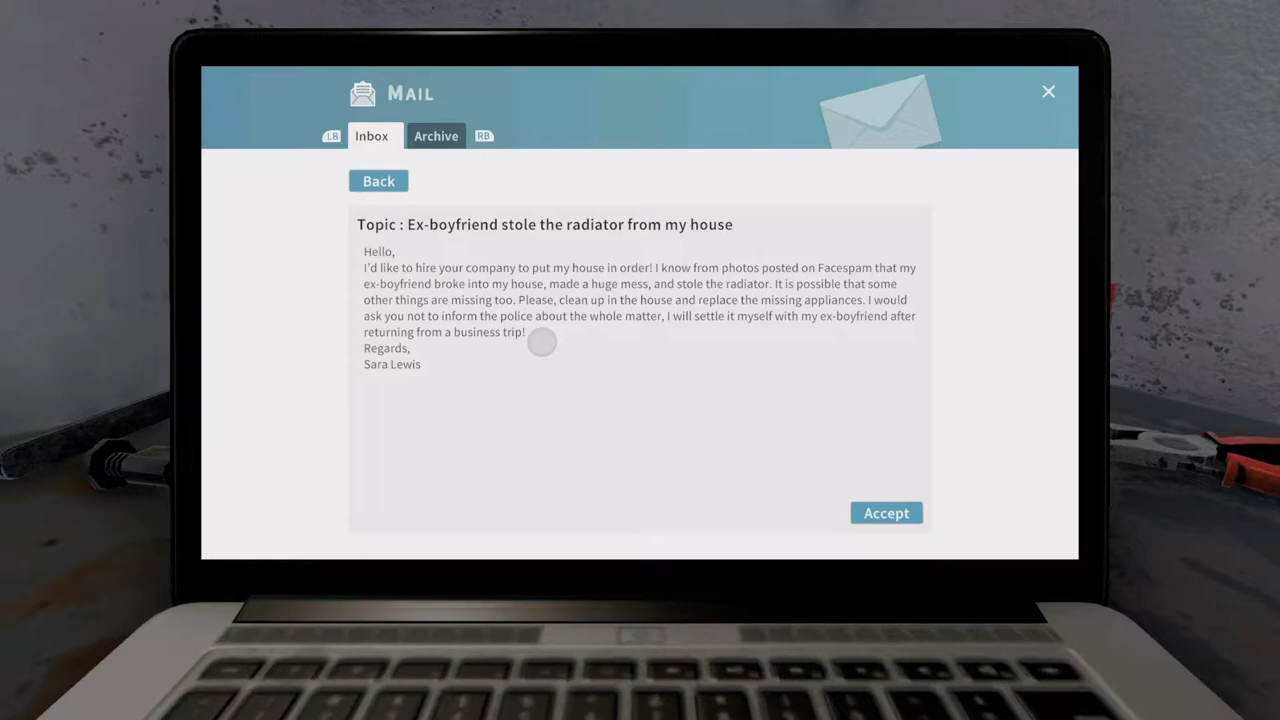 MAIL
LB Inbox Archive RB
Back
Topic : Ex-boyfriend stole the radiator from my house
Hello,
I'd like to hire your company to put my house in order! I know from photos posted on Facespam that my
ex-boyfriend broke into my house, made a huge mess, and stole the radiator. It is possible that some
other things are missing too. Please, clean up in the house and replace the missing appliances. I would
ask you not to inform the police about the whole matter, I will settle it myself with my ex-boyfriend after
returning from a business trip!
Regards,
Sara Lewis
Accept